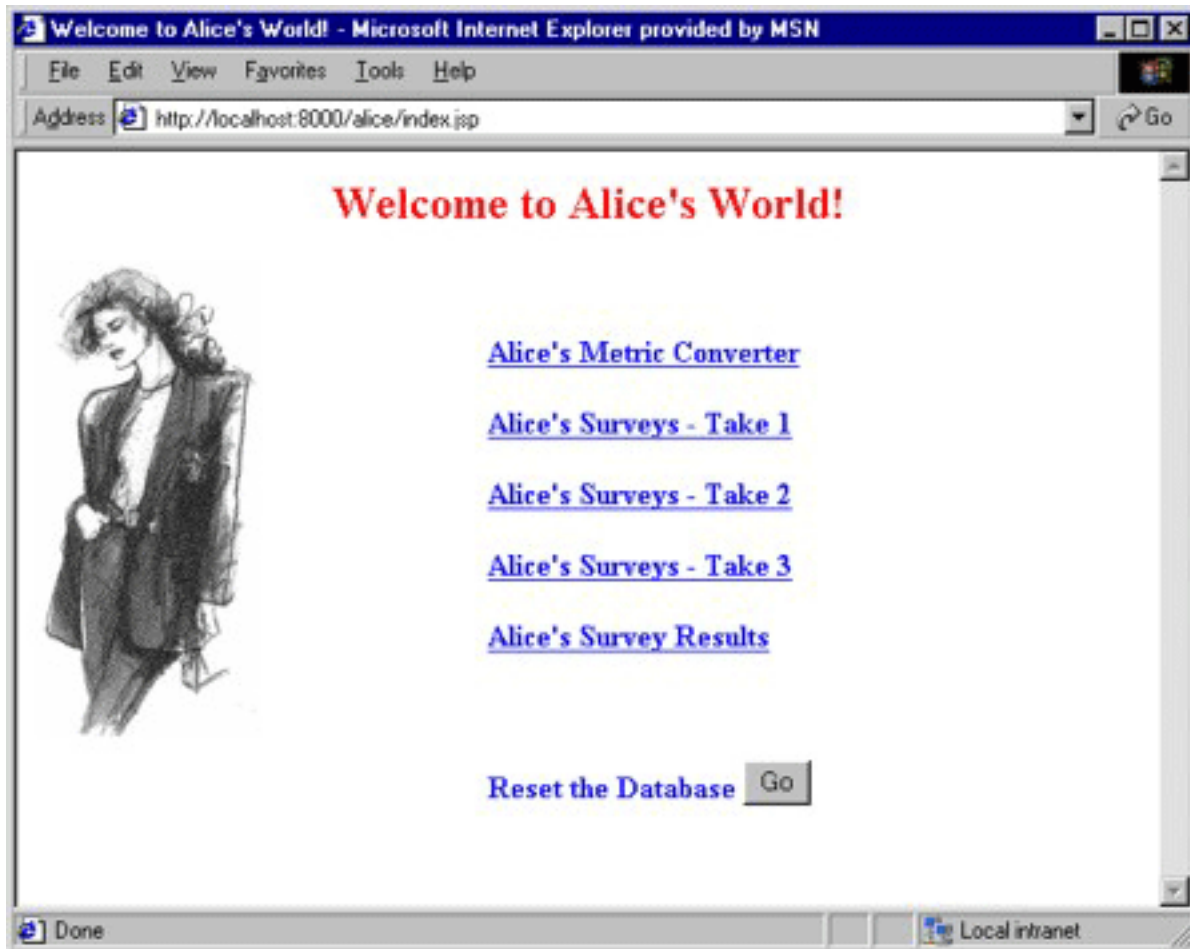 Welcome to Alice's World! - Microsoft Internet Explorer provided by MSN
File Edit View Favorites Tools Help
Address http://localhost:8000/alice/index.jsp Go
Welcome to Alice's World!
Alice's Metric Converter
Alice's Surveys - Take 1
Alice's Surveys - Take 2
Alice's Surveys - Take 3
Alice's Survey Results
Reset the Database Go
Done Local intranet